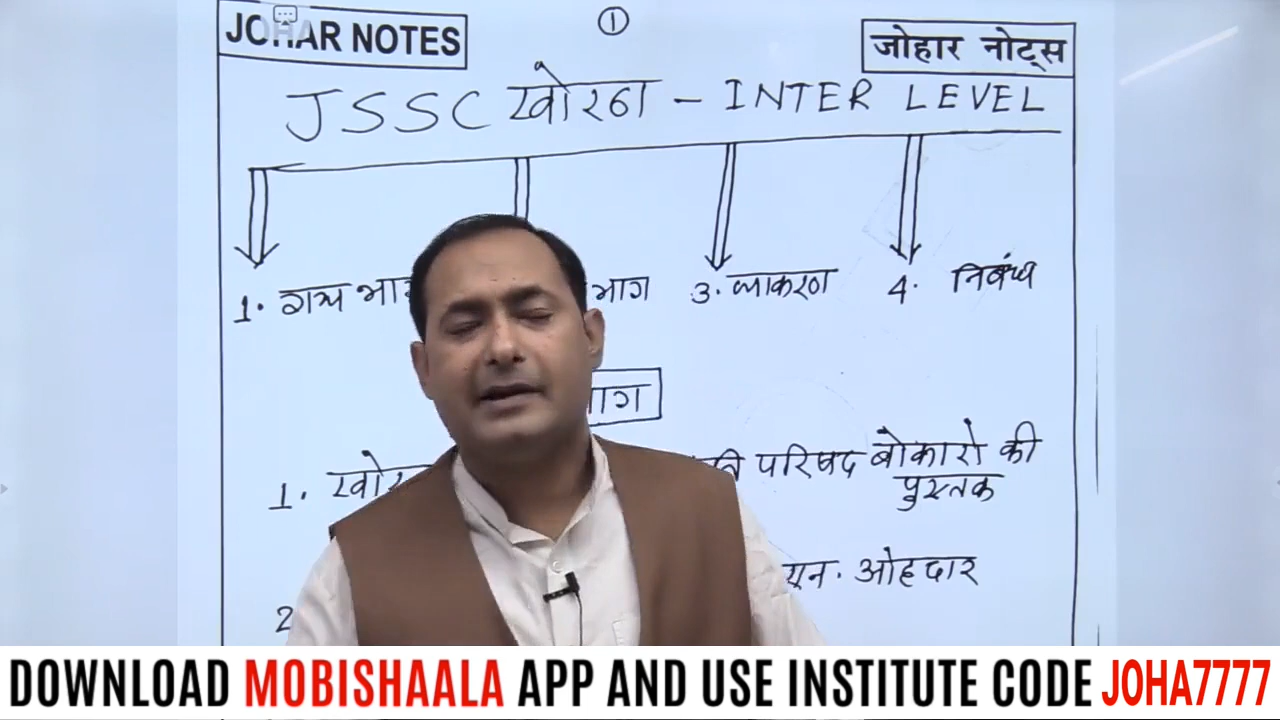 JOHAR NOTES
①
जोहार नोट्स
JSSC खोरठा - INTER LEVEL
1. गद्य
भाग
3. व्याकरण
4. निबंध
भाग
1.
परिषद बोकारो की
पुस्तक
एन. ओहदार
2
DOWNLOAD MOBISHAALA APP AND USE INSTITUTE CODE JOHA7777